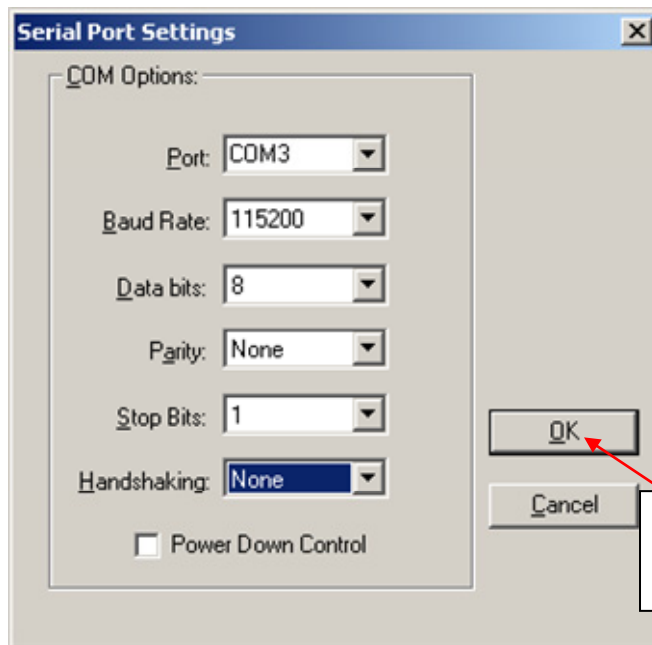 Serial Port Settings
COM Options:
Port: COM3
Baud Rate: 115200
Data bits: 8
Parity: None
Stop Bits: 1
Handshaking: None
Power Down Control
OK
Cancel